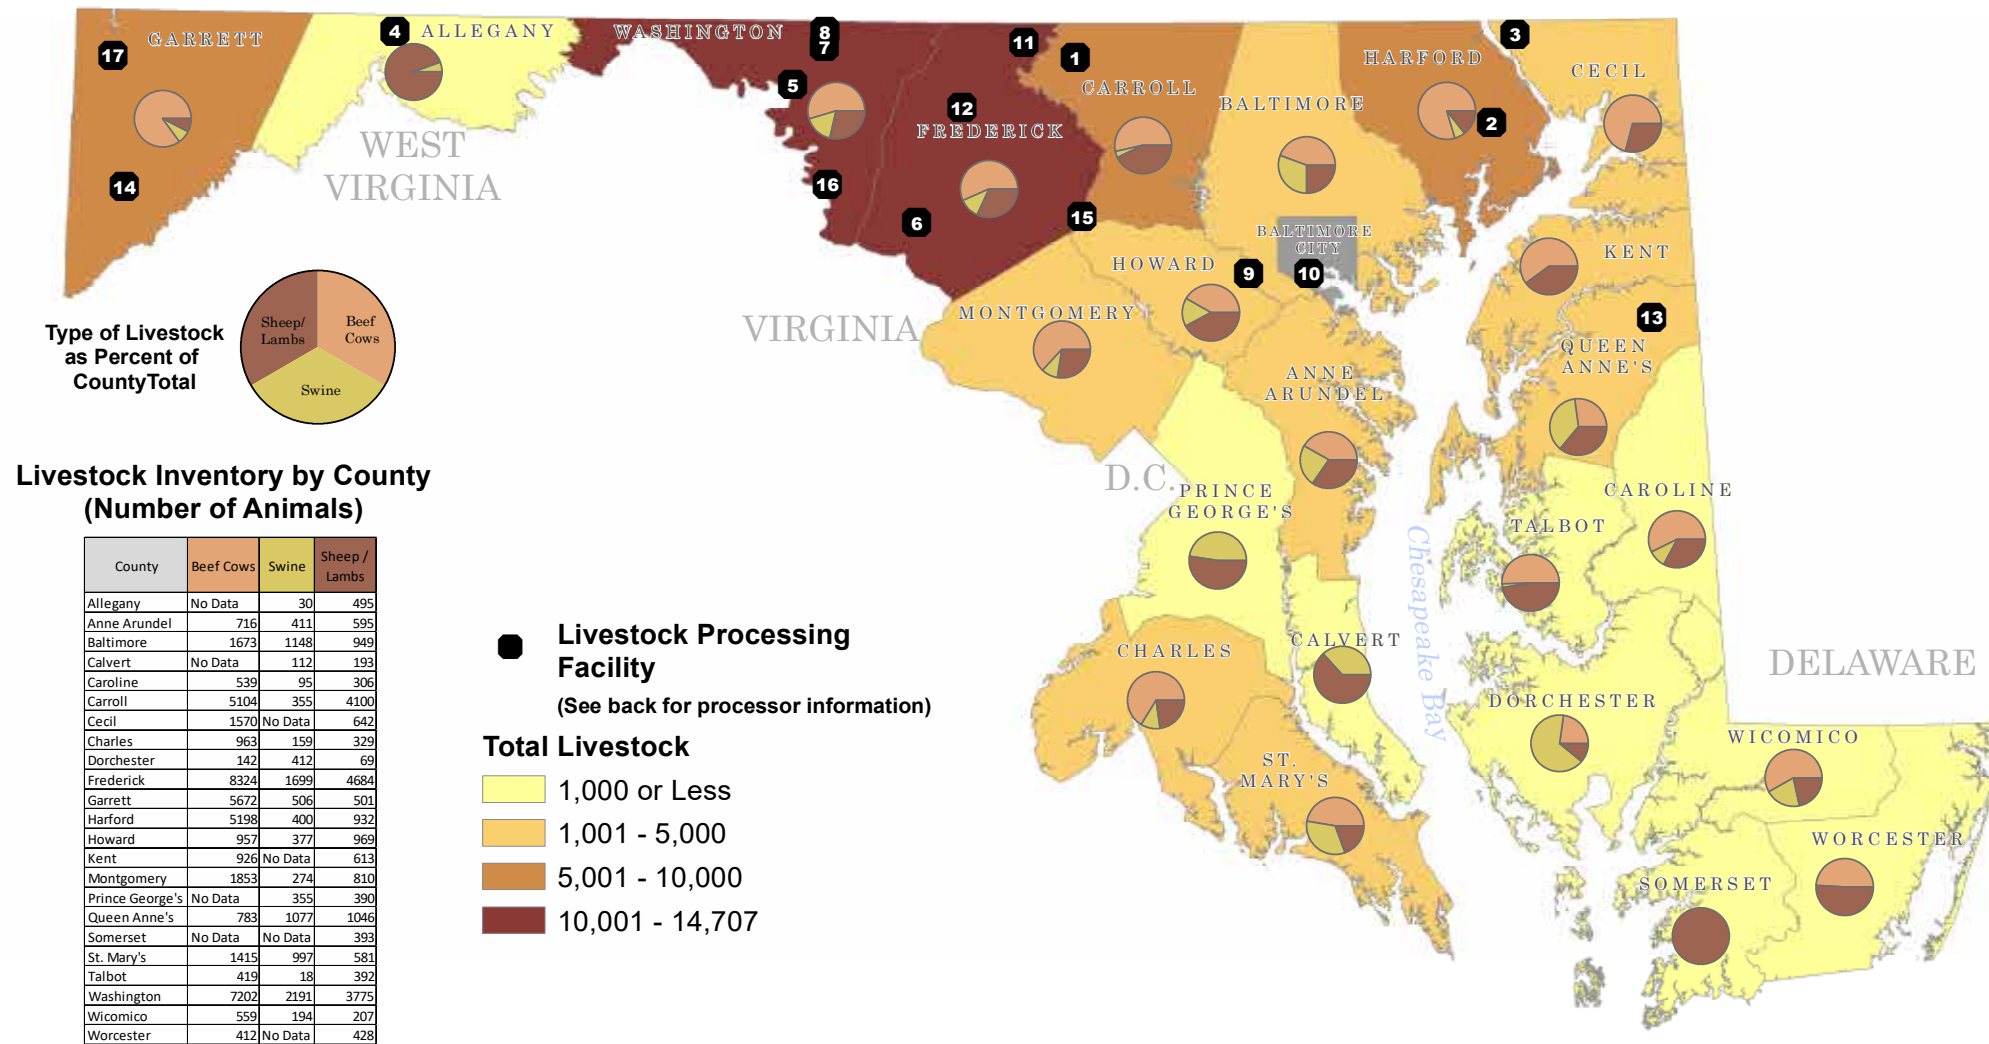 GARRETT
17
14
4
ALLEGANY
WASHINGTON
8
7
5
16
WEST
VIRGINIA
11
12
FREDERICK
6
15
1
CARROLL
BALTIMORE
HARFORD
2
3
CECIL
BALTIMORE
CITY
HOWARD
9
10
KENT
13
MONTGOMERY
VIRGINIA
QUEEN
ANNE'S
ANNE
ARUNDEL
D.C.
PRINCE
GEORGE'S
CAROLINE
TALBOT
Chesapeake Bay
CHARLES
CALVERT
DELAWARE
DORCHESTER
WICOMICO
ST.
MARY'S
WORCESTER
SOMERSET
Type of Livestock
as Percent of
CountyTotal
Sheep/
Lambs
Beef
Cows
Swine
Livestock Inventory by County
(Number of Animals)
County Beef Cows Swine Sheep / Lambs
Allegany No Data 30 495
Anne Arundel 716 411 595
Baltimore 1673 1148 949
Calvert No Data 112 193
Caroline 539 95 306
Carroll 5104 355 4100
Cecil 1570 No Data 642
Charles 963 159 329
Dorchester 142 412 69
Frederick 8324 1699 4684
Garrett 5672 506 501
Harford 5198 400 932
Howard 957 377 969
Kent 926 No Data 613
Montgomery 1853 274 810
Prince George's No Data 355 390
Queen Anne's 783 1077 1046
Somerset No Data No Data 393
St. Mary's 1415 997 581
Talbot 419 18 392
Washington 7202 2191 3775
Wicomico 559 194 207
Worcester 412 No Data 428
Livestock Processing
Facility
(See back for processor information)
Total Livestock
1,000 or Less
1,001 - 5,000
5,001 - 10,000
10,001 - 14,707